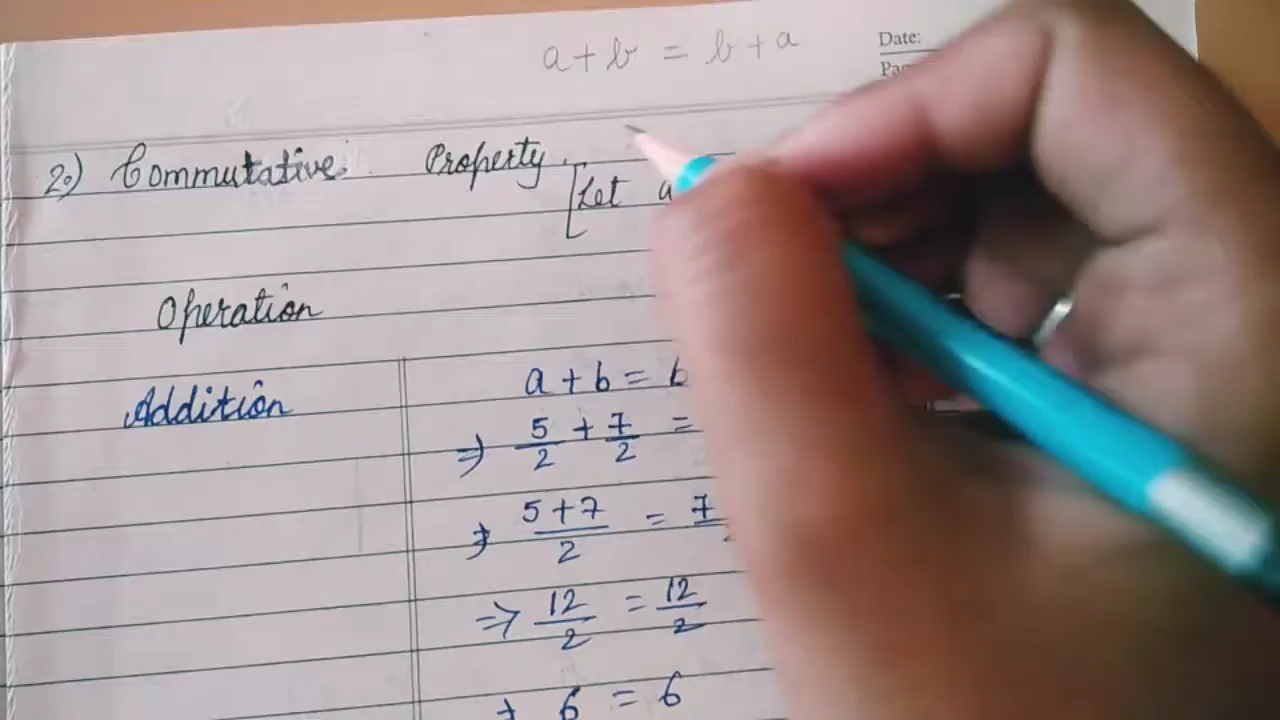 a + b = b + a
Date:
2.) Commutative Property.
[Let a
Operation
Addition
a + b = b
⇒ 5/2 + 7/2 =
⇒ 5+7/2 = 7
⇒ 12/2 = 12/2
6 = 6